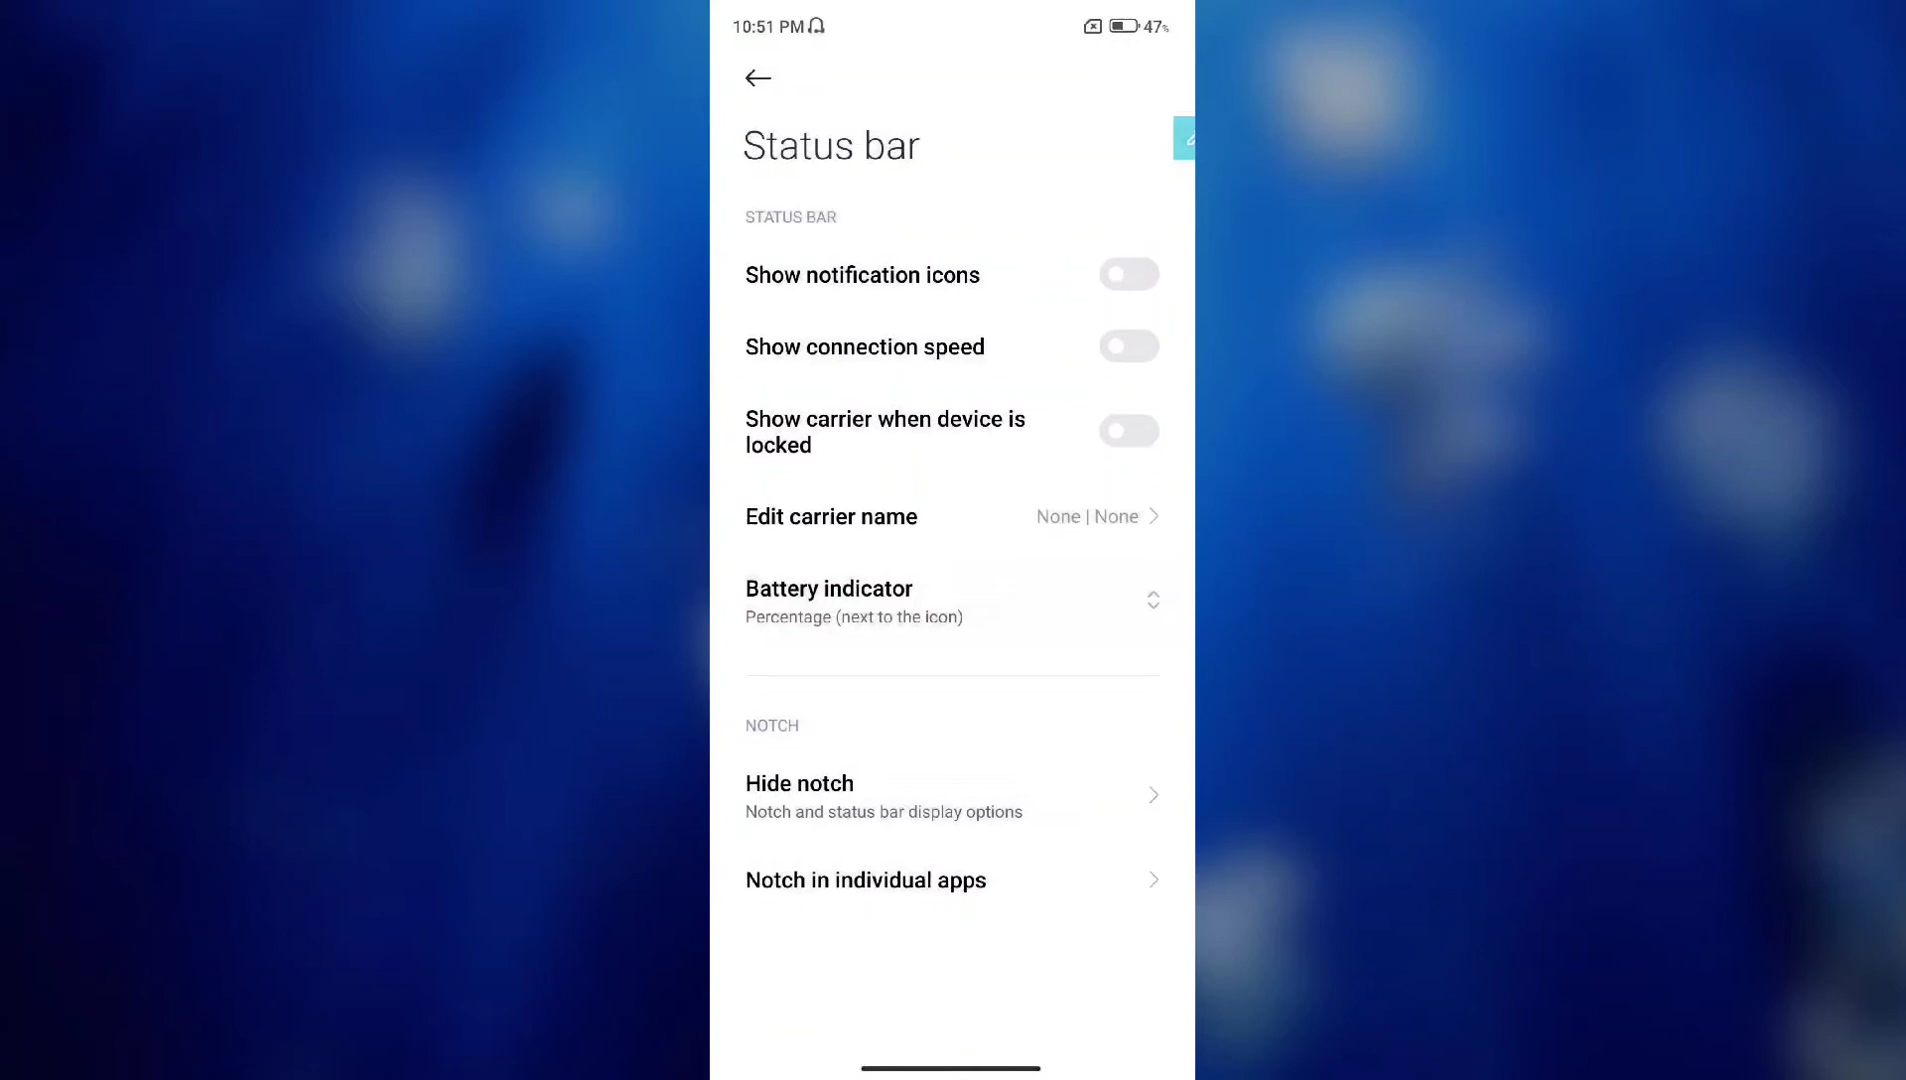 10:51 PM 47%
Status bar
STATUS BAR
Show notification icons
Show connection speed
Show carrier when device is
locked
Edit carrier name None | None
Battery indicator
Percentage (next to the icon)
NOTCH
Hide notch
Notch and status bar display options
Notch in individual apps